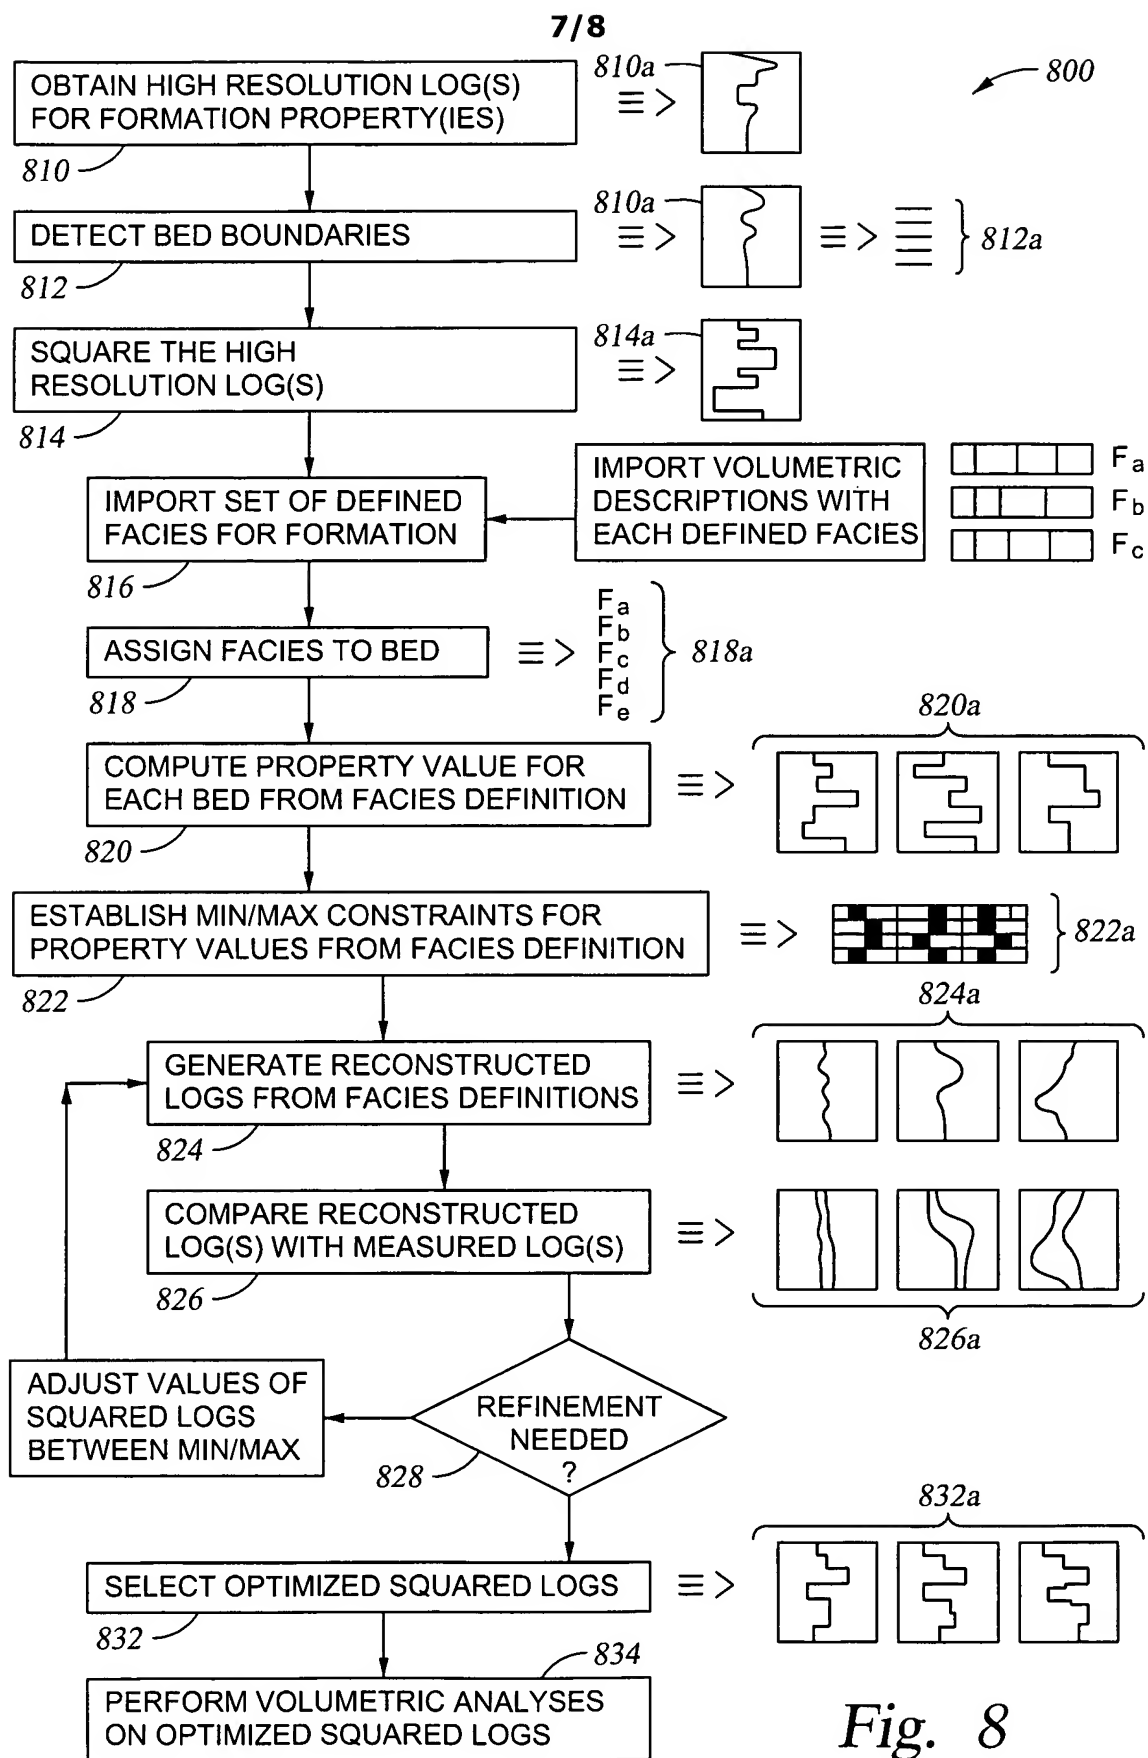 7/8
OBTAIN HIGH RESOLUTION LOG(S)
FOR FORMATION PROPERTY(IES)
810
810a
800
DETECT BED BOUNDARIES
812
810a
812a
SQUARE THE HIGH
RESOLUTION LOG(S)
814
814a
IMPORT SET OF DEFINED
FACIES FOR FORMATION
816
IMPORT VOLUMETRIC
DESCRIPTIONS WITH
EACH DEFINED FACIES
Fa
Fb
Fc
ASSIGN FACIES TO BED
818
Fa
Fb
Fc
Fd
Fe
818a
COMPUTE PROPERTY VALUE FOR
EACH BED FROM FACIES DEFINITION
820
820a
ESTABLISH MIN/MAX CONSTRAINTS FOR
PROPERTY VALUES FROM FACIES DEFINITION
822
822a
GENERATE RECONSTRUCTED
LOGS FROM FACIES DEFINITIONS
824
824a
COMPARE RECONSTRUCTED
LOG(S) WITH MEASURED LOG(S)
826
826a
ADJUST VALUES OF
SQUARED LOGS
BETWEEN MIN/MAX
REFINEMENT
NEEDED
?
828
SELECT OPTIMIZED SQUARED LOGS
832
832a
834
PERFORM VOLUMETRIC ANALYSES
ON OPTIMIZED SQUARED LOGS
Fig. 8